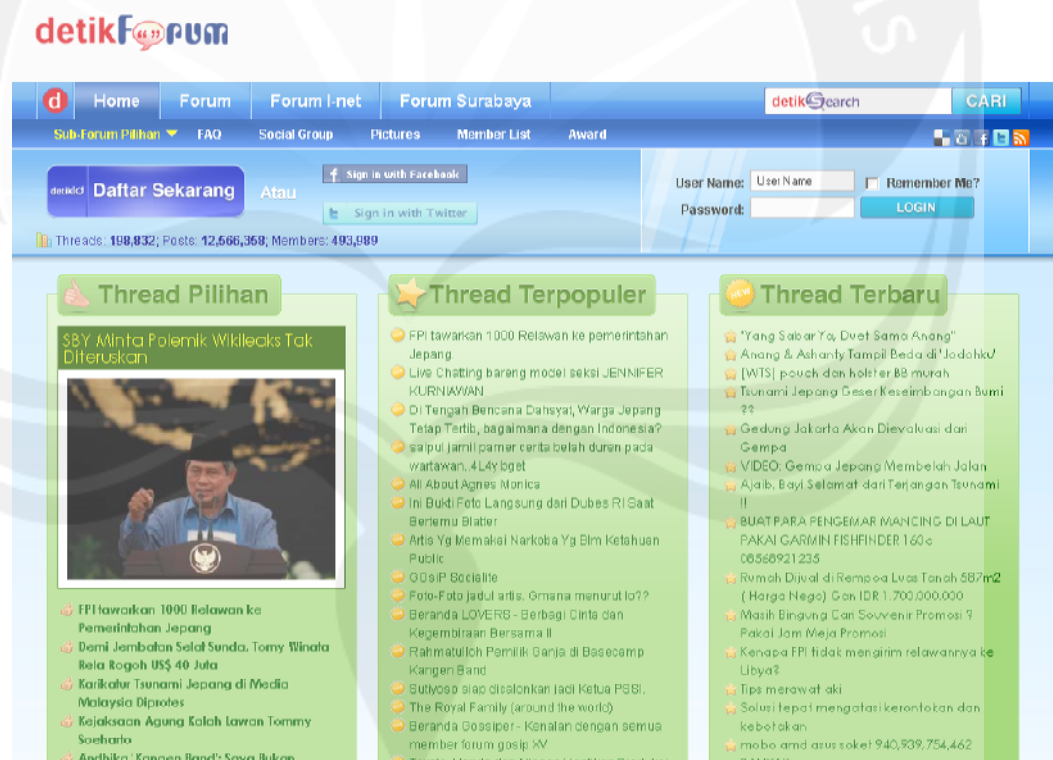 detikForum
d Home Forum Forum I-net Forum Surabaya detikSearch CARI
Sub-Forum Pilihan FAQ Social Group Pictures Member List Award
Daftar Sekarang Atau
Sign in with Facebook
Sign in with Twitter
User Name: User Name Remember Me?
Password: LOGIN
Threads: 198,832; Posts: 12,566,358; Members: 493,989
Thread Pilihan
SBY Minta Polemik Wikileaks Tak
Diteruskan
FPI tawarkan 1000 Relawan ke
Pemerintahan Jepang
Demi Jembatan Selat Sunda, Tomy Winata
Rela Rogoh US$ 40 Juta
Karikatur Tsunami Jepang di Media
Malaysia Diprotes
Kejaksaan Agung Kalah Lawan Tommy
Soeharto
Andhika 'Kangen Band': Saya Bukan
Thread Terpopuler
FPI tawarkan 1000 Relawan ke pemerintahan
Jepang
Live Chatting bareng model seksi JENNIFER
KURNIAWAN
Di Tengah Bencana Dahsyat, Warga Jepang
Tetap Tertib, bagaimana dengan Indonesia?
saipul jamil pamer cerita belah duren pada
wartawan. 4L4y bget
All About Agnes Monica
Ini Bukti Foto Langsung dari Dubes RI Saat
Bertemu Blatter
Artis Yg Memakai Narkoba Yg Blm Ketahuan
Public
GOsiP Socialite
Foto-Foto jadul artis. Gmana menurut lo??
Beranda LOVERS - Berbagi Cinta dan
Kegembiraan Bersama II
Rahmatulloh Pemilik Ganja di Basecamp
Kangen Band
Sutiyoso siap dicalonkan jadi Ketua PSSI.
The Royal Family (around the world)
Beranda Gossiper - Kenalan dengan semua
member forum gosip XV
Thread Terbaru
"Yang Sabar Ya, Duet Sama Anang"
Anang & Ashanty Tampil Beda di 'Jodohku'
[WTS] pouch dan holster BB murah
Tsunami Jepang Geser Keseimbangan Bumi
??
Gedung Jakarta Akan Dievaluasi dari
Gempa
VIDEO: Gempa Jepang Membelah Jalan
Ajaib, Bayi Selamat dari Terjangan Tsunami
!!
BUAT PARA PENGEMAR MANCING DI LAUT
PAKAI GARMIN FISHFINDER 160c
08568921235
Rumah Dijual di Rempoa Luas Tanah 587m2
( Harga Nego) Gan IDR 1.700.000.000
Masih Bingung Cari Souvenir Promosi ?
Pakai Jam Meja Promosi
Kenapa FPI tidak mengirim relawannya ke
Libya?
Tips merawat aki
Solusi tepat mengatasi kerontokan dan
kebotakan
mobo amd asus soket 940,939,754,462